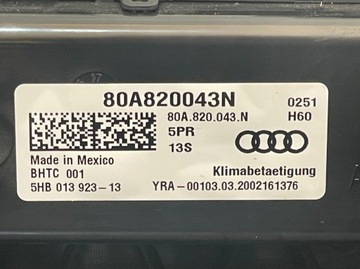 17
80A820043N
0251
80A.820.043.N
H60
5PR
13S
Made in Mexico
BHTC 001
Klimabetaetigung
5HB 013 923-13
YRA-00103.03.2002161376